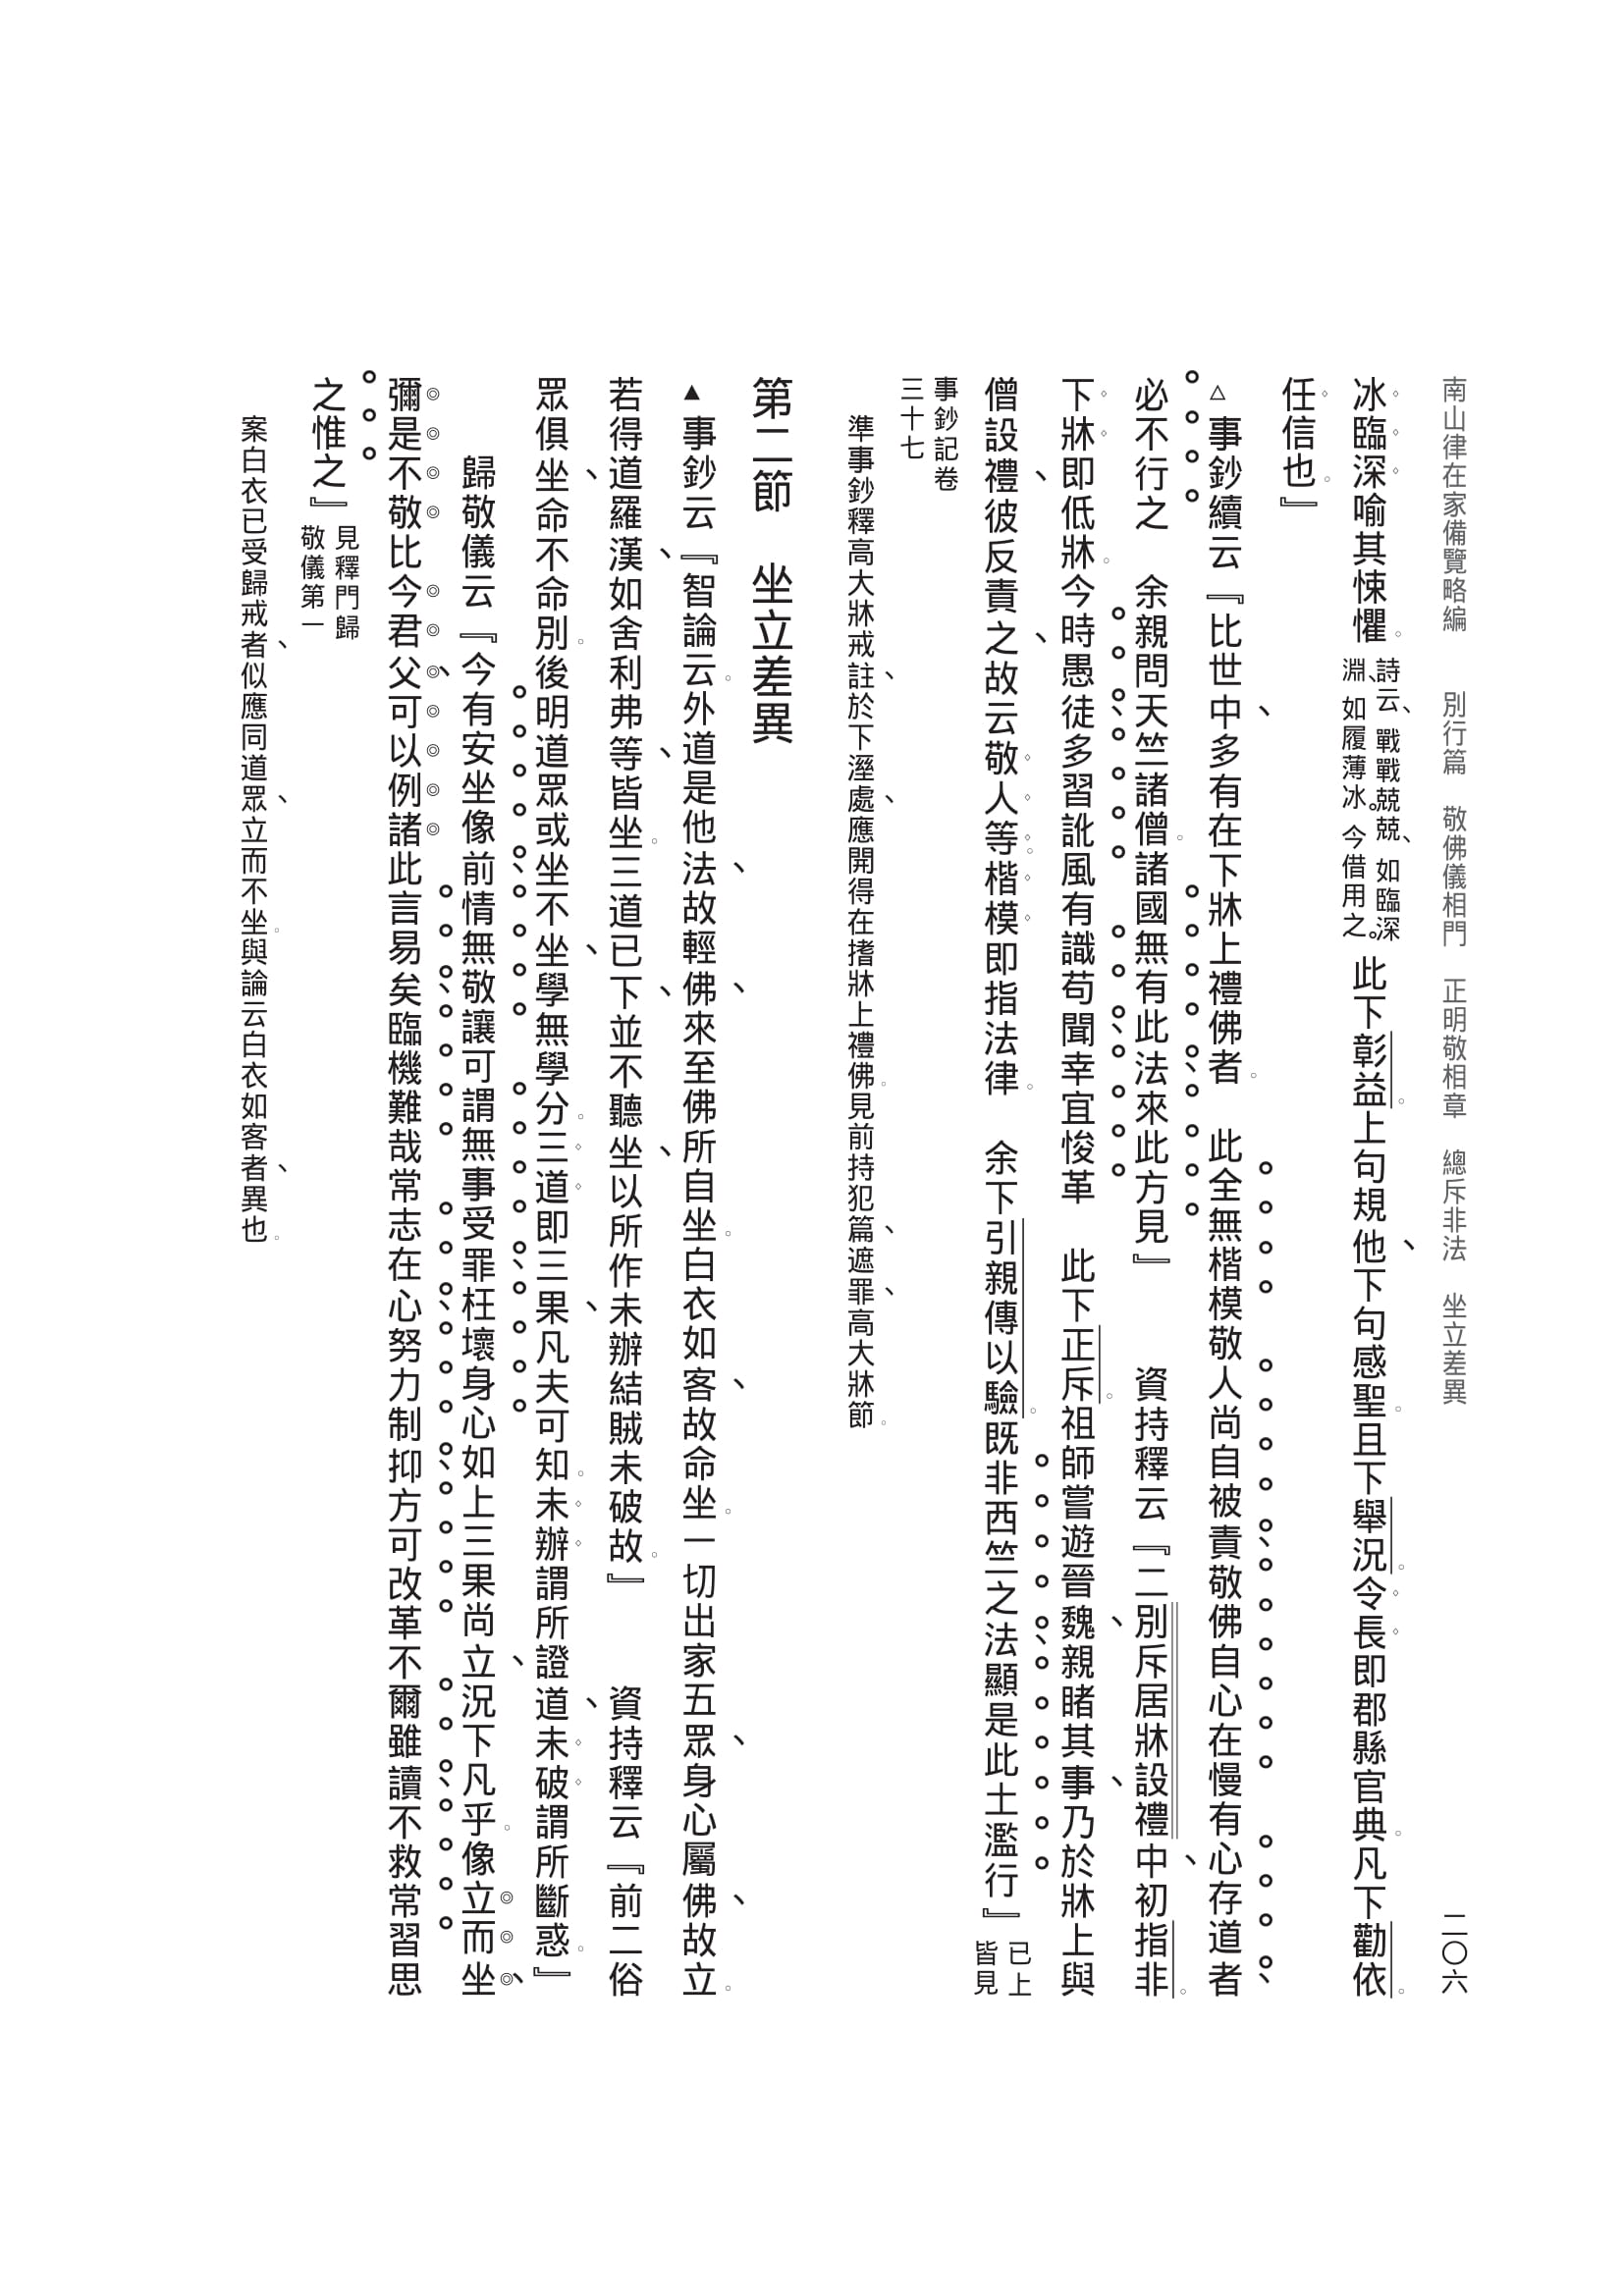 南山律在家備覽略編　別行篇　敬佛儀相門　正明敬相章　總斥非法　坐立差異　二〇六
冰臨深喻其悚懼。詩云、戰戰兢兢、如臨深淵、如履薄冰。今借用之。此下彰益。上句規他、下句感聖。且下舉況。令長即郡縣官典。凡下勸依。
任信也。』
△事鈔續云『比世中、多有在下牀上禮佛者。此全無楷模敬人尚自被責敬佛自心在慢有心存道者、
必不行之　余親問天竺諸僧。諸國無有此法來此方見』　資持釋云『二別斥居牀設禮中、初指非。
下牀即低牀。今時愚徒多習訛風有識苟聞幸宜悛革　此下正斥。祖師嘗遊晉魏、親睹其事、乃於牀上與
僧設禮、彼反責之、故云敬人等。楷模即指法律。余下引親傳以驗。既非西竺之法顯是此土濫行』已上皆見
事鈔記卷三十七
準事鈔釋高大牀戒註、於下溼處、應開得在揩牀上禮佛。見前持犯篇、遮罪、高大牀節。
第二節　坐立差異
▲事鈔云『智論云。外道是他法、故輕佛、來至佛所自坐。白衣如客、故命坐。一切出家五眾、身心屬佛、故立。
若得道羅漢、如舍利弗等、皆坐。三道已下、並不聽坐、以所作未辦結賊未破故。』　資持釋云『前二俗
眾俱坐、命不命別。後明道眾或坐不坐、學無學分。三道即三果、凡夫可知。未辦謂所證道、未破謂所斷惑。』
歸敬儀云『今有安坐像前、情無敬讓可謂無事受罪、枉壞身心如上三果尚立、況下凡乎。像立而坐、
彌是不敬比今君父、可以例諸此言易矣、臨機難哉常志在心、努力制抑、方可改革不爾雖讀、不救常習思
之惟之』見釋門歸敬儀第一
案白衣已受歸戒者、似應同道眾、立而不坐。與論云白衣如客者、異也。